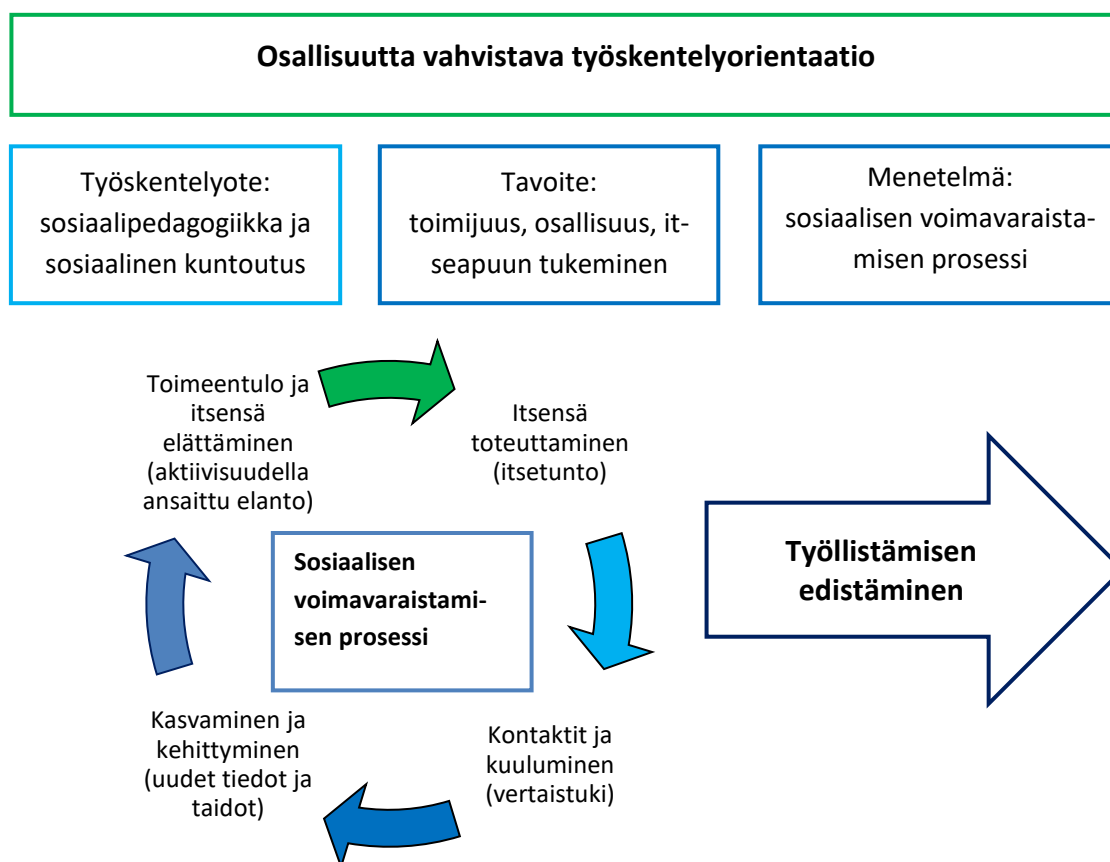 Osallisuutta vahvistava työskentelyorientaatio
Työskentelyote:
sosiaalipedagogiikka ja
sosiaalinen kuntoutus
Tavoite:
toimijuus, osallisuus, it-
seapuun tukeminen
Menetelmä:
sosiaalisen voimavaraista-
misen prosessi
Toimeentulo ja
itsensä
elättäminen
(aktiivisuudella
ansaittu elanto)
Itsensä
toteuttaminen
(itsetunto)
Sosiaalisen
voimavaraistami-
sen prosessi
Työllistämisen
edistäminen
Kasvaminen ja
kehittyminen
(uudet tiedot ja
taidot)
Kontaktit ja
kuuluminen
(vertaistuki)